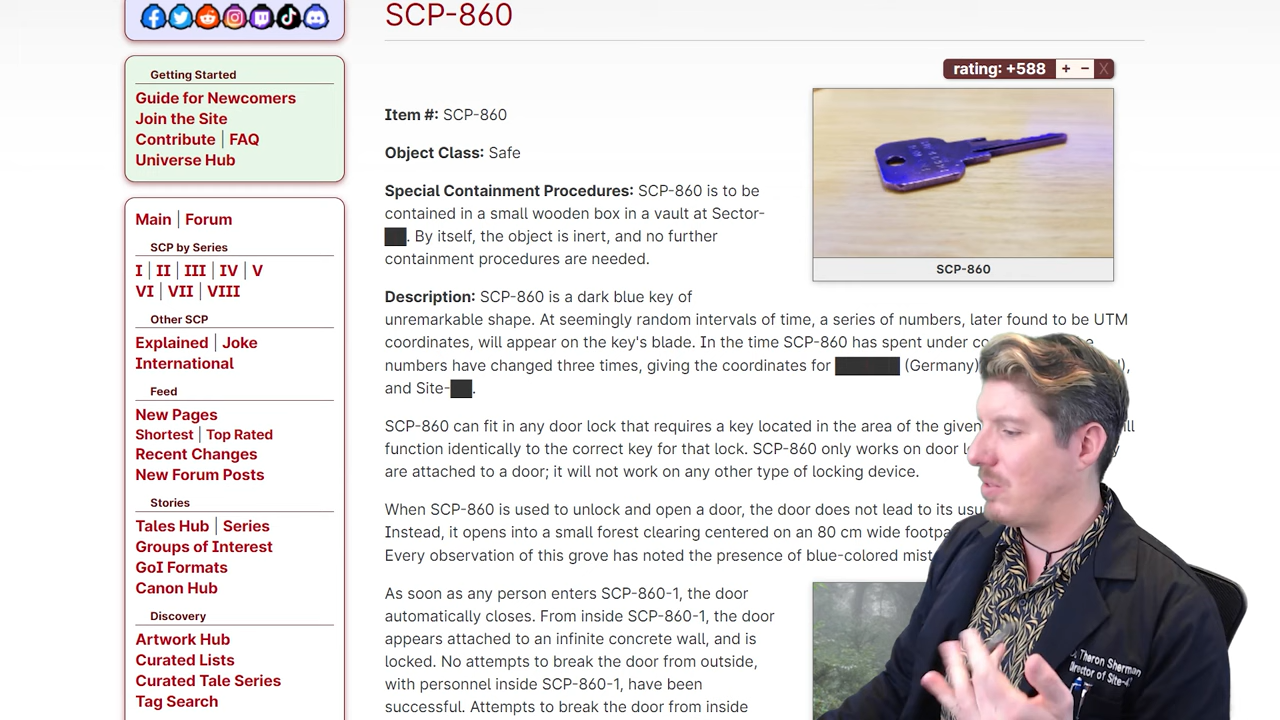 SCP-860
Getting Started
Guide for Newcomers
Join the Site
Contribute | FAQ
Universe Hub
Main | Forum
SCP by Series
I | II | III | IV | V
VI | VII | VIII
Other SCP
Explained | Joke
International
Feed
New Pages
Shortest | Top Rated
Recent Changes
New Forum Posts
Stories
Tales Hub | Series
Groups of Interest
GoI Formats
Canon Hub
Discovery
Artwork Hub
Curated Lists
Curated Tale Series
Tag Search
rating: +588 + − X
Item #: SCP-860
Object Class: Safe
Special Containment Procedures: SCP-860 is to be
contained in a small wooden box in a vault at Sector-
██. By itself, the object is inert, and no further
containment procedures are needed.
SCP-860
Description: SCP-860 is a dark blue key of
unremarkable shape. At seemingly random intervals of time, a series of numbers, later found to be UTM
coordinates, will appear on the key's blade. In the time SCP-860 has spent under
numbers have changed three times, giving the coordinates for ██████ (Germany)
and Site-██.
SCP-860 can fit in any door lock that requires a key located in the area of the given
function identically to the correct key for that lock. SCP-860 only works on door
are attached to a door; it will not work on any other type of locking device.
When SCP-860 is used to unlock and open a door, the door does not lead to its
Instead, it opens into a small forest clearing centered on an 80 cm wide
Every observation of this grove has noted the presence of blue-colored mist
As soon as any person enters SCP-860-1, the door
automatically closes. From inside SCP-860-1, the door
appears attached to an infinite concrete wall, and is
locked. No attempts to break the door from outside,
with personnel inside SCP-860-1, have been
successful. Attempts to break the door from inside
Theron Sherman
Director of